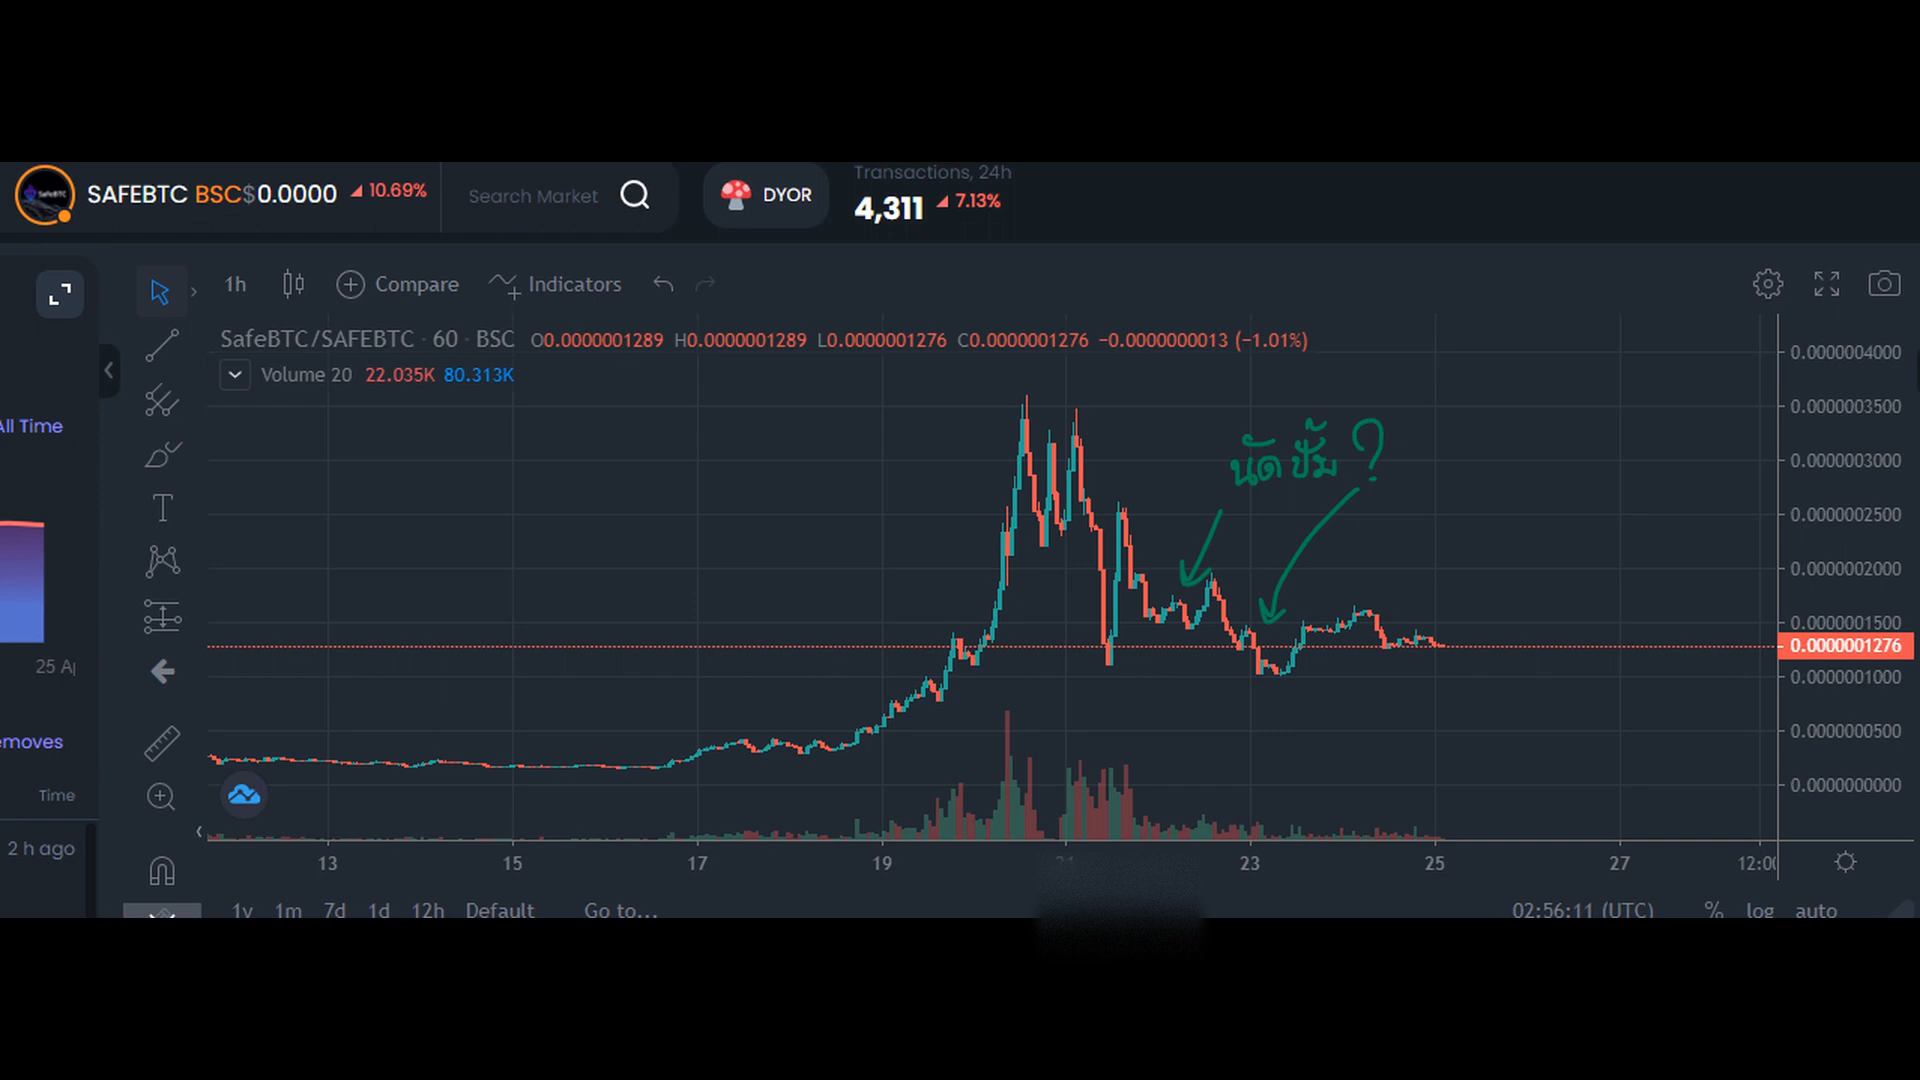 Transactions, 24h
SAFEBTC BSC $0.0000 10.69% Search Market DYOR 4,311 7.13%
1h Compare Indicators
SafeBTC/SAFEBTC · 60 · BSC O0.0000001289 H0.0000001289 L0.0000001276 C0.0000001276 −0.0000000013 (−1.01%)
Volume 20 22.035K 80.313K
All Time
25 A
emoves
Time
2 h ago
นัด ปั้ม ?
0.0000004000
0.0000003500
0.0000003000
0.0000002500
0.0000002000
0.0000001500
0.0000001276
0.0000001000
0.0000000500
0.0000000000
13 15 17 19 21 23 25 27 12:00
1y 1m 7d 1d 12h Default Go to... 02:56:11 (UTC) % log auto